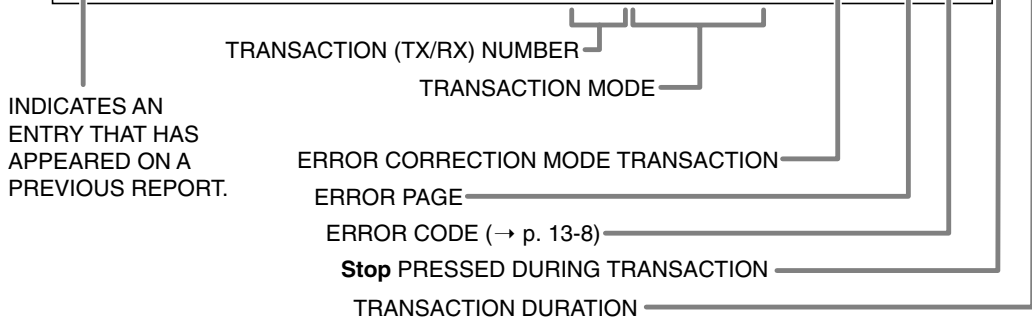 TRANSACTION (TX/RX) NUMBER
TRANSACTION MODE
INDICATES AN
ENTRY THAT HAS
APPEARED ON A
PREVIOUS REPORT.
ERROR CORRECTION MODE TRANSACTION
ERROR PAGE
ERROR CODE (→ p. 13-8)
Stop PRESSED DURING TRANSACTION
TRANSACTION DURATION